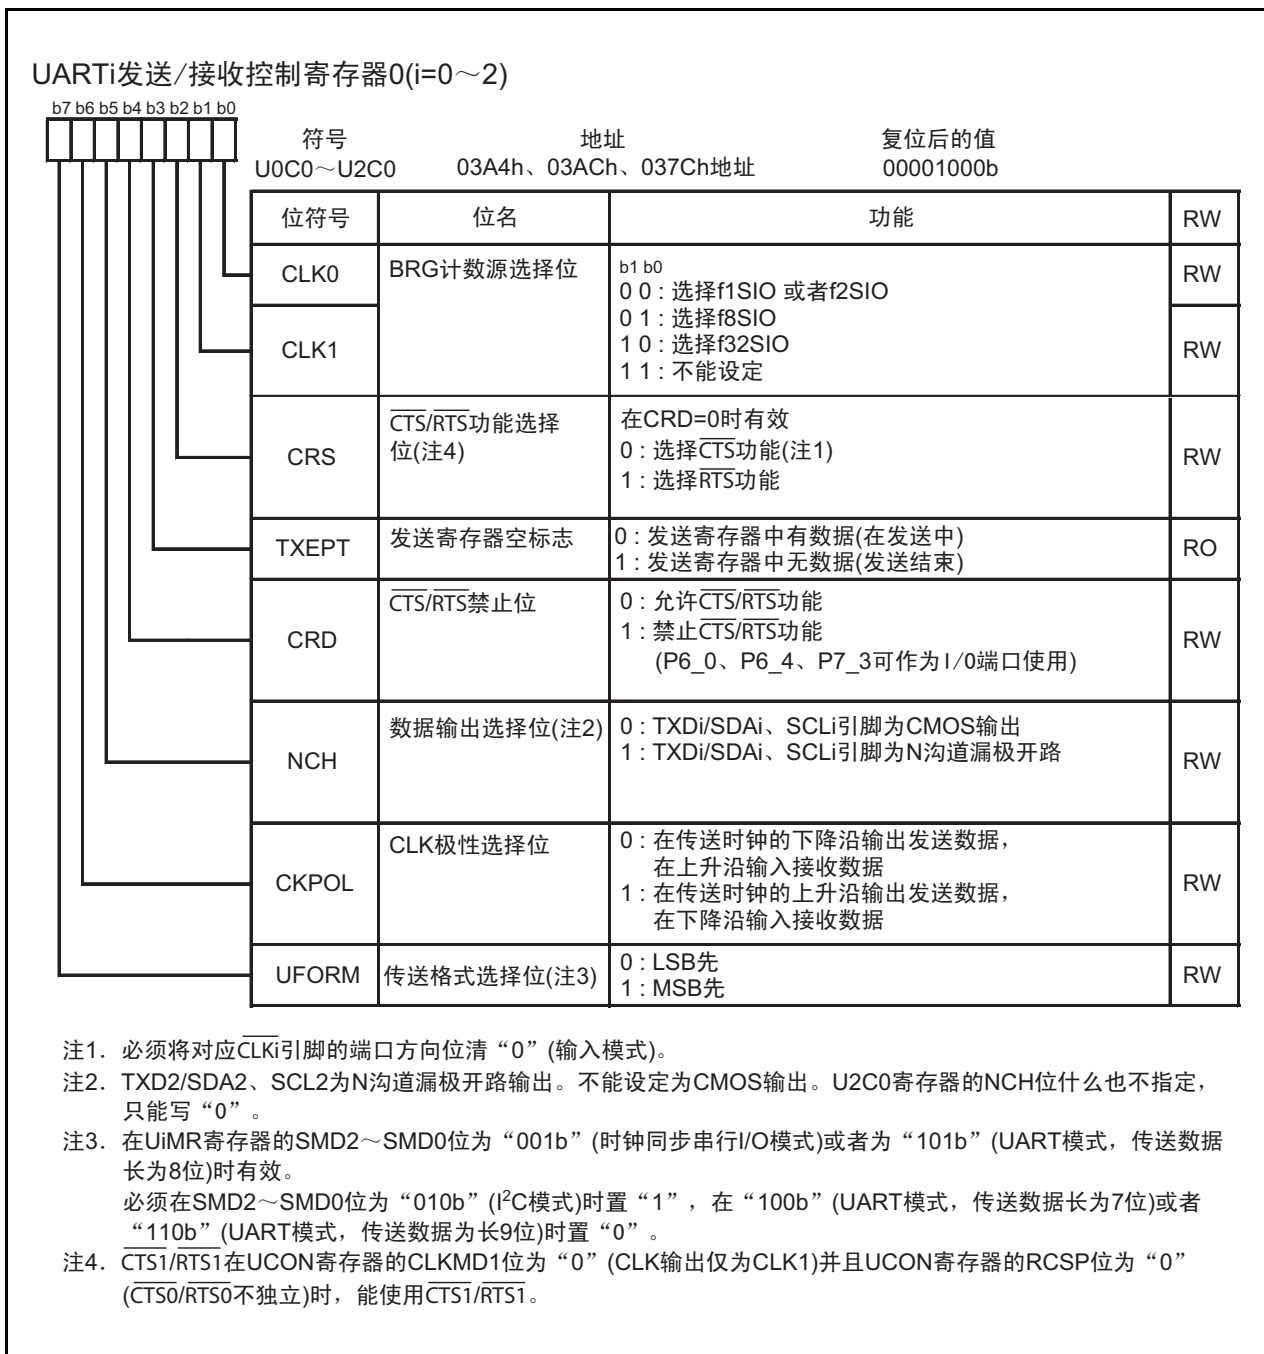 UARTi发送/接收控制寄存器0(i=0～2)
b7 b6 b5 b4 b3 b2 b1 b0
符号 地址 复位后的值
U0C0～U2C0 03A4h、03ACh、037Ch地址 00001000b
位符号 位名 功能 RW
CLK0 BRG计数源选择位 b1 b0 RW
0 0 : 选择f1SIO 或者f2SIO
0 1 : 选择f8SIO
CLK1 1 0 : 选择f32SIO RW
1 1 : 不能设定
CTS/RTS功能选择 在CRD=0时有效
CRS 位(注4) 0 : 选择CTS功能(注1) RW
1 : 选择RTS功能
TXEPT 发送寄存器空标志 0 : 发送寄存器中有数据(在发送中) RO
1 : 发送寄存器中无数据(发送结束)
CRD CTS/RTS禁止位 0 : 允许CTS/RTS功能 RW
1 : 禁止CTS/RTS功能
(P6_0、P6_4、P7_3可作为I/0端口使用)
NCH 数据输出选择位(注2) 0 : TXDi/SDAi、SCLi引脚为CMOS输出 RW
1 : TXDi/SDAi、SCLi引脚为N沟道漏极开路
CKPOL CLK极性选择位 0 : 在传送时钟的下降沿输出发送数据， RW
在上升沿输入接收数据
1 : 在传送时钟的上升沿输出发送数据，
在下降沿输入接收数据
UFORM 传送格式选择位(注3) 0 : LSB先 RW
1 : MSB先
注1. 必须将对应CLKi引脚的端口方向位清“0”(输入模式)。
注2. TXD2/SDA2、SCL2为N沟道漏极开路输出。不能设定为CMOS输出。U2C0寄存器的NCH位什么也不指定，
只能写“0”。
注3. 在UiMR寄存器的SMD2～SMD0位为“001b”(时钟同步串行I/O模式)或者为“101b”(UART模式，传送数据
长为8位)时有效。
必须在SMD2～SMD0位为“010b”(I²C模式)时置“1”，在“100b”(UART模式，传送数据长为7位)或者
“110b”(UART模式，传送数据为长9位)时置“0”。
注4. CTS1/RTS1在UCON寄存器的CLKMD1位为“0”(CLK输出仅为CLK1)并且UCON寄存器的RCSP位为“0”
(CTS0/RTS0不独立)时，能使用CTS1/RTS1。